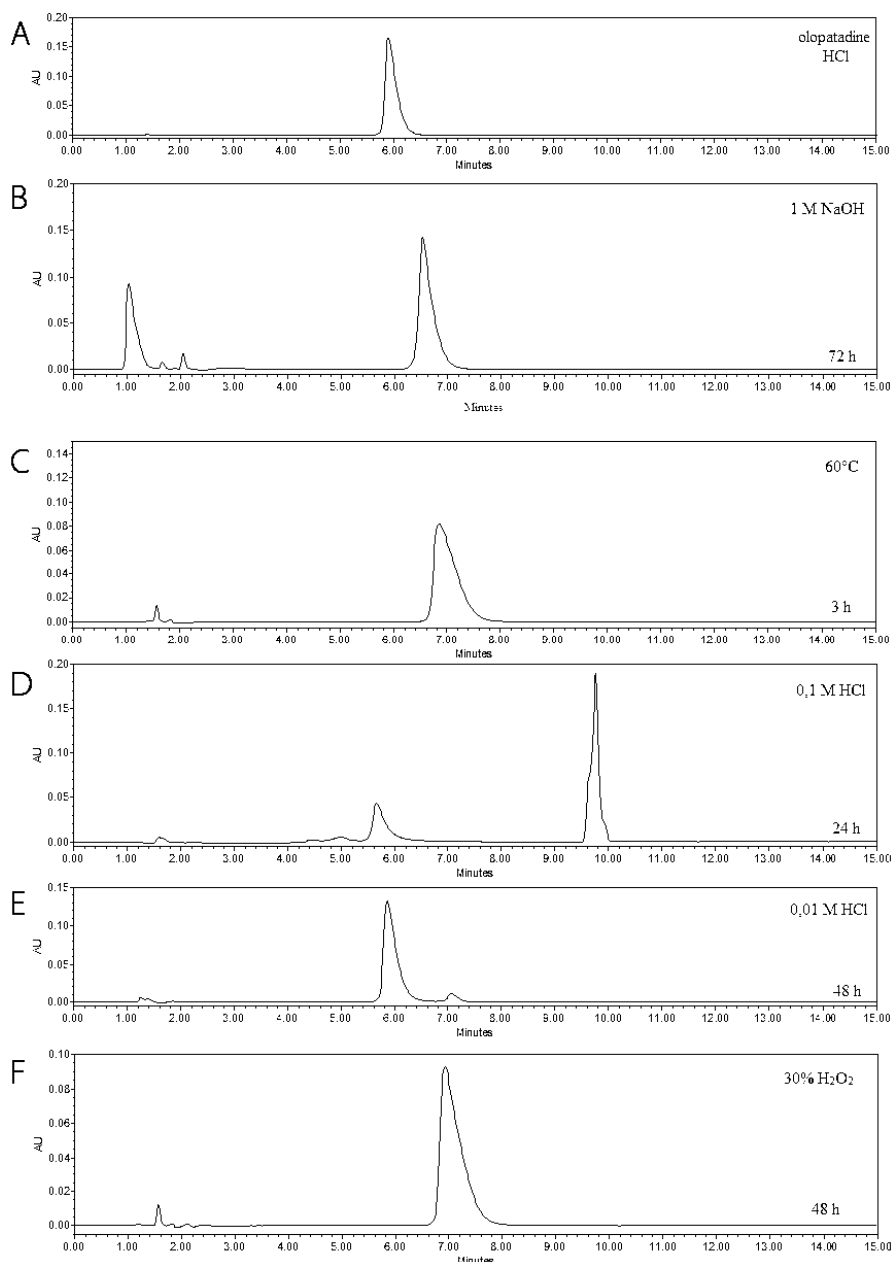 A
0.20
olopatadine
HCl
0.15
AU
0.10
0.05
0.00
0.00 1.00 2.00 3.00 4.00 5.00 6.00 7.00 8.00 9.00 10.00 11.00 12.00 13.00 14.00 15.00
Minutes
B
0.20
1 M NaOH
0.15
AU
0.10
0.05
72 h
0.00
0.00 1.00 2.00 3.00 4.00 5.00 6.00 7.00 8.00 9.00 10.00 11.00 12.00 13.00 14.00 15.00
Minutes
C
0.14
60°C
0.12
0.10
AU
0.08
0.06
0.04
0.02
3 h
0.00
0.00 1.00 2.00 3.00 4.00 5.00 6.00 7.00 8.00 9.00 10.00 11.00 12.00 13.00 14.00 15.00
Minutes
D
0.20
0,1 M HCl
0.15
AU
0.10
0.05
24 h
0.00
0.00 1.00 2.00 3.00 4.00 5.00 6.00 7.00 8.00 9.00 10.00 11.00 12.00 13.00 14.00 15.00
Minutes
E
0.15
0,01 M HCl
0.10
AU
0.05
48 h
0.00
0.00 1.00 2.00 3.00 4.00 5.00 6.00 7.00 8.00 9.00 10.00 11.00 12.00 13.00 14.00 15.00
Minutes
F
0.10
30% H₂O₂
0.08
0.06
AU
0.04
0.02
48 h
0.00
0.00 1.00 2.00 3.00 4.00 5.00 6.00 7.00 8.00 9.00 10.00 11.00 12.00 13.00 14.00 15.00
Minutes